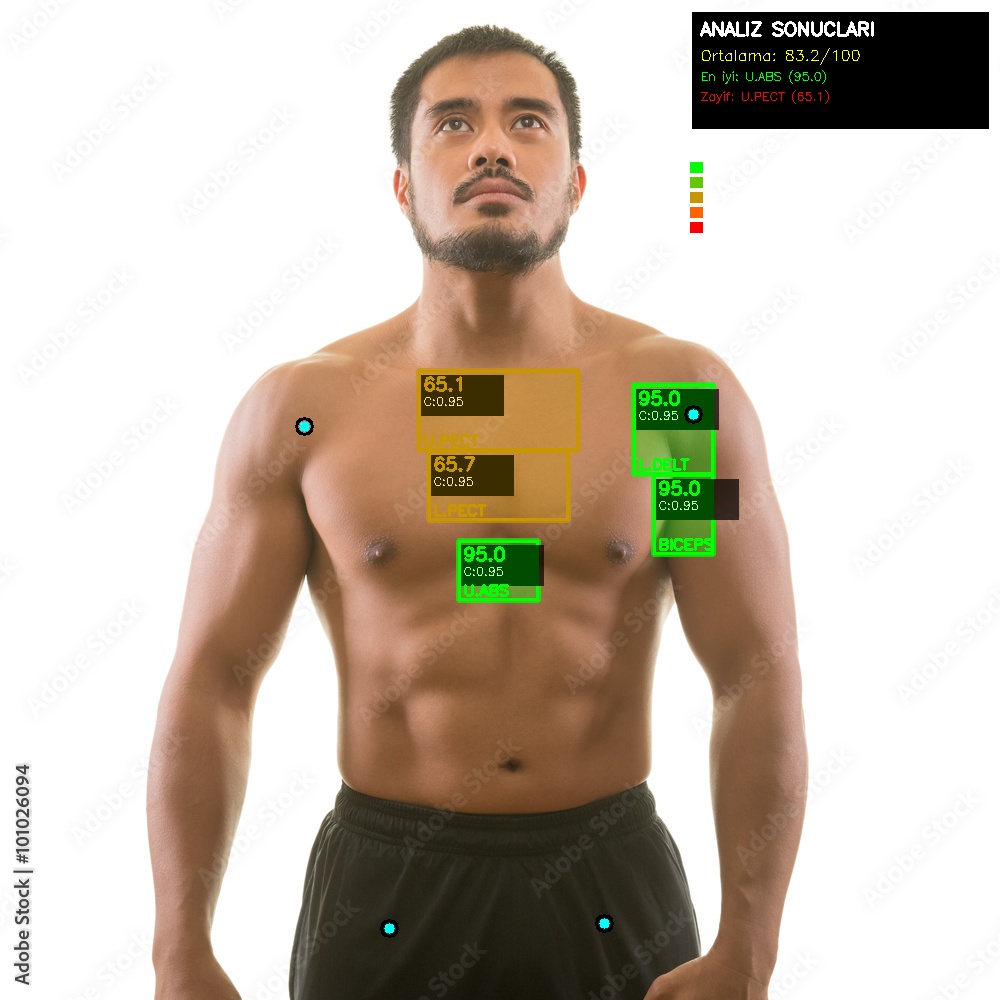 ANALIZ SONUCLARI
Ortalama: 83.2/100
En iyi: U.ABS (95.0)
Zayif: U.PECT (65.1)
65.1
C:0.95
U.PECT
95.0
C:0.95
L.DELT
65.7
C:0.95
L.PECT
95.0
C:0.95
BICEPS
95.0
C:0.95
U.ABS
Adobe Stock
Adobe Stock | #101026094